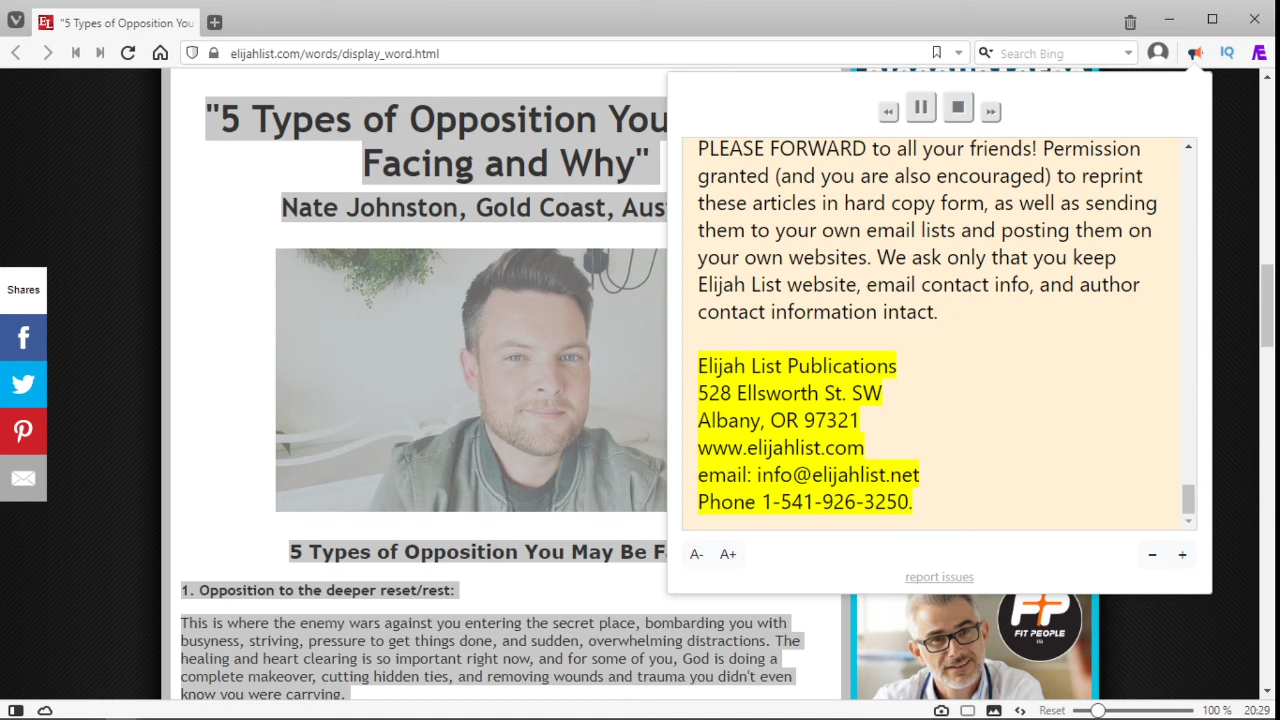 "5 Types of Opposition You
elijahlist.com/words/display_word.html
Search Bing
IQ
"5 Types of Opposition You
Facing and Why"
Nate Johnston, Gold Coast, Aus
Shares
5 Types of Opposition You May Be F
1. Opposition to the deeper reset/rest:
This is where the enemy wars against you entering the secret place, bombarding you with
busyness, striving, pressure to get things done, and sudden, overwhelming distractions. The
healing and heart clearing is so important right now, and for some of you, God is doing a
complete makeover, cutting hidden ties, and removing wounds and trauma you didn't even
know you were carrying.
PLEASE FORWARD to all your friends! Permission
granted (and you are also encouraged) to reprint
these articles in hard copy form, as well as sending
them to your own email lists and posting them on
your own websites. We ask only that you keep
Elijah List website, email contact info, and author
contact information intact.
Elijah List Publications
528 Ellsworth St. SW
Albany, OR 97321
www.elijahlist.com
email: info@elijahlist.net
Phone 1-541-926-3250.
A- A+
- +
report issues
FIT PEOPLE
Reset
100 %
20:29